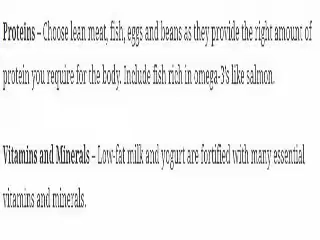 Proteins – Choose lean meat, fish, eggs and beans as they provide the right amount of
protein you require for the body. Include fish rich in omega-3's like salmon.
Vitamins and Minerals – Low-fat milk and yogurt are fortified with many essential
vitamins and minerals.